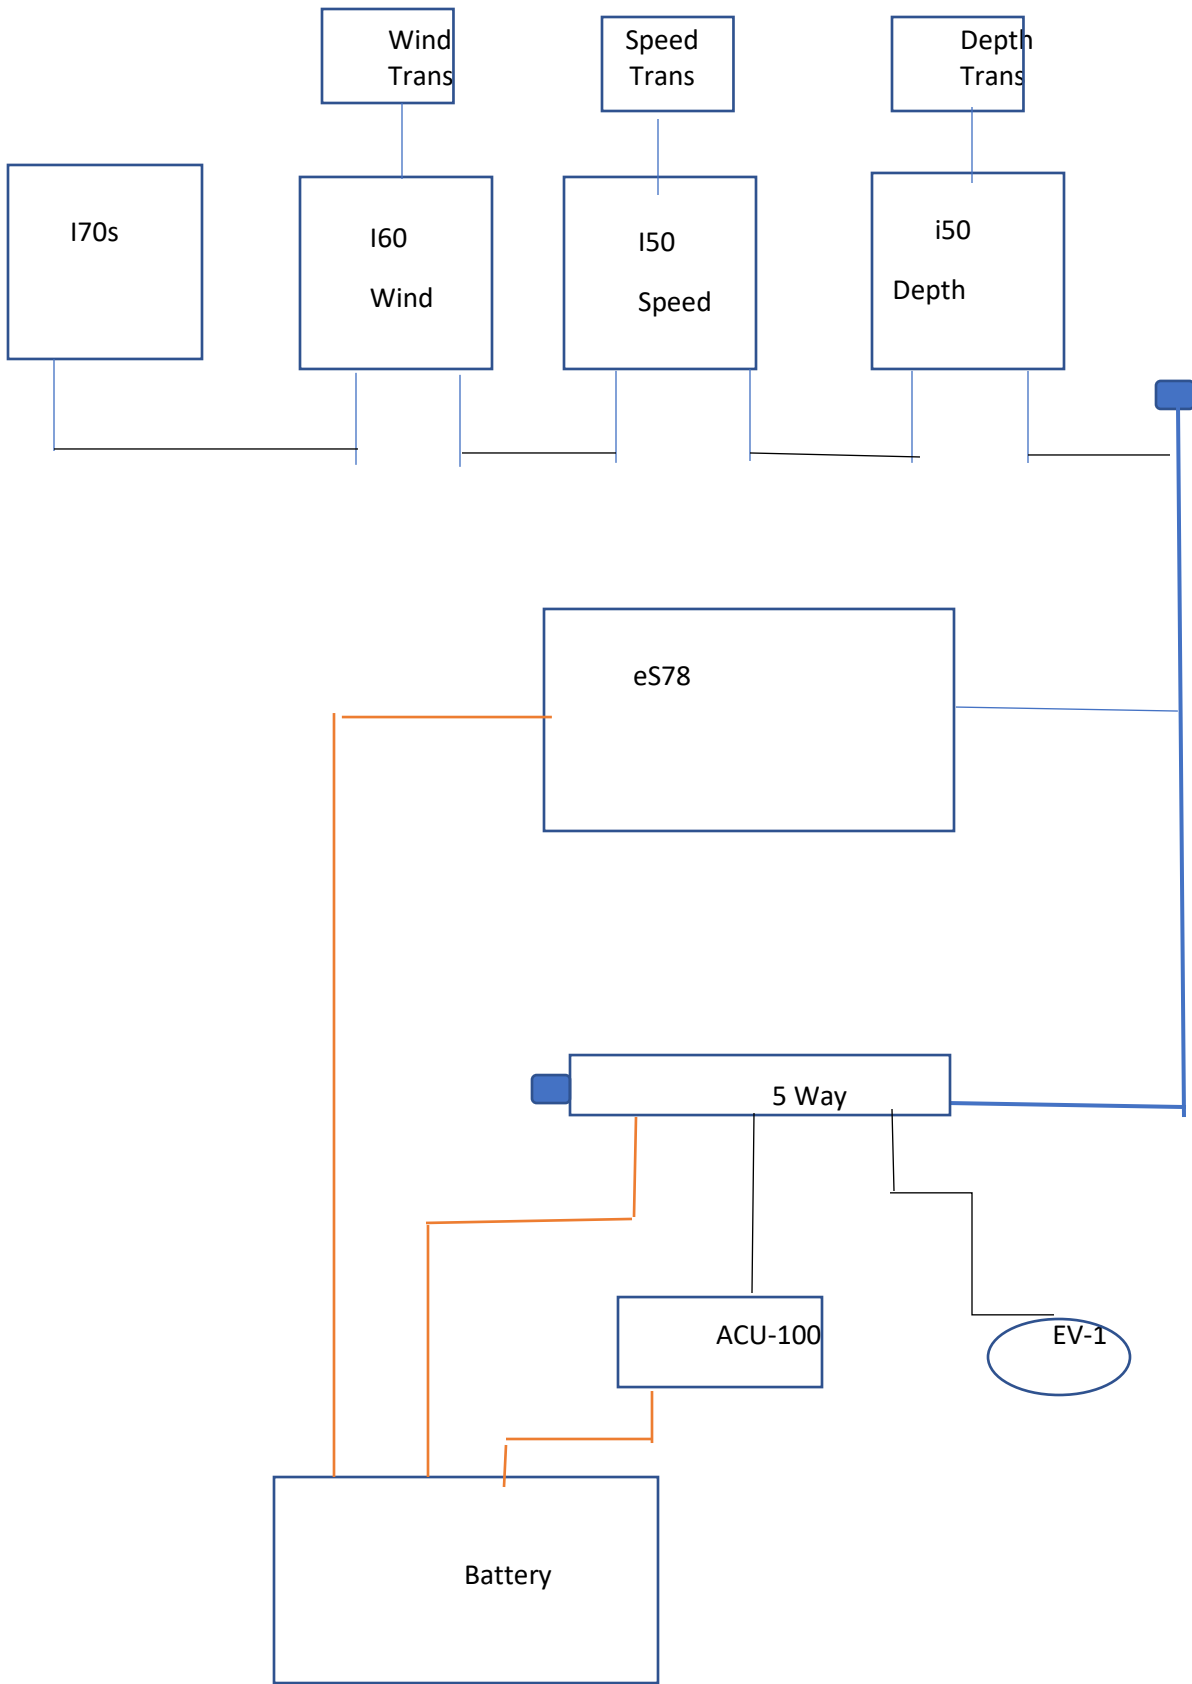 Wind
Trans
Speed
Trans
Depth
Trans
I70s
I60
Wind
I50
Speed
i50
Depth
eS78
5 Way
ACU-100
EV-1
Battery